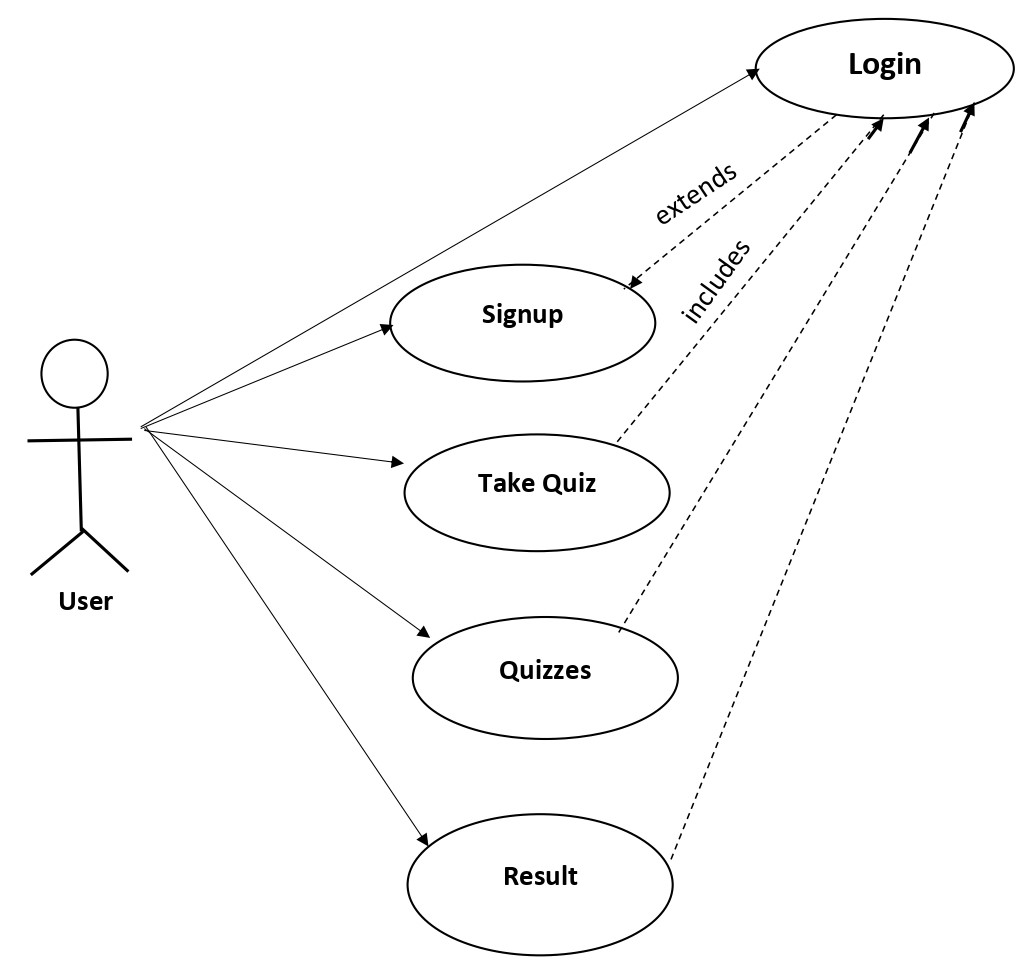 Login
extends
includes
Signup
Take Quiz
User
Quizzes
Result